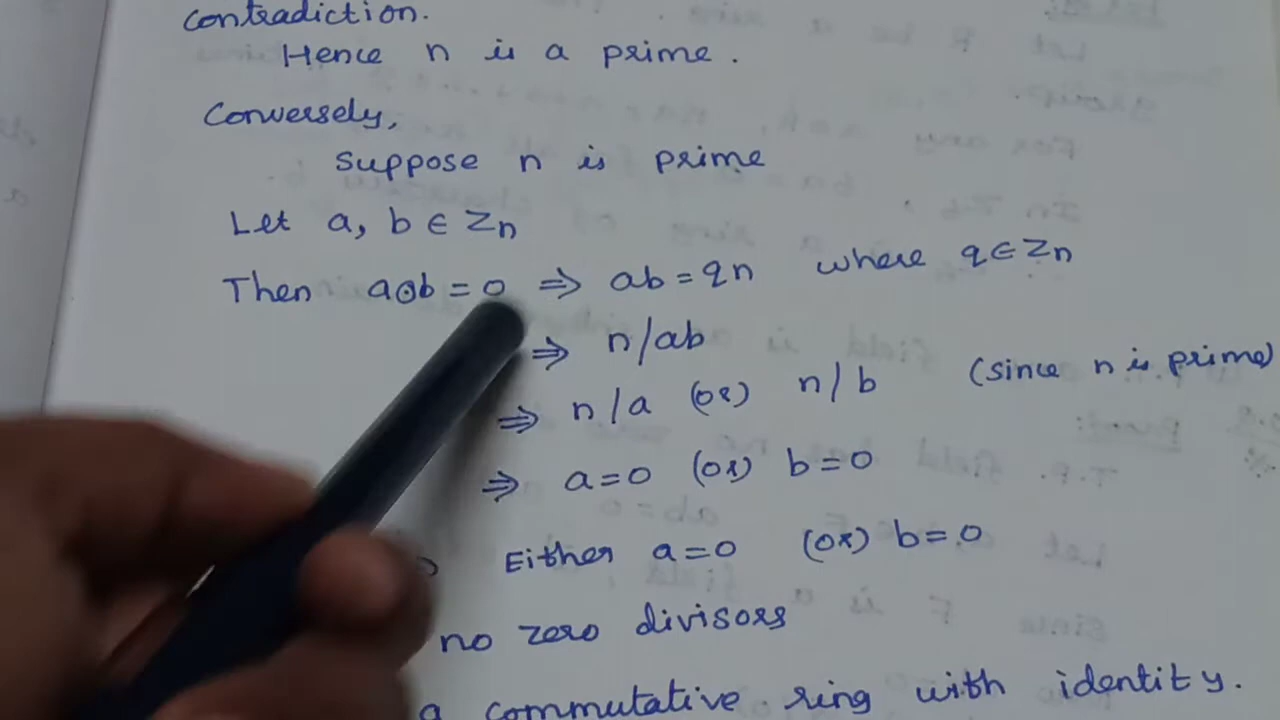 contradiction.
Hence n is a prime.
Conversely,
Suppose n is prime
Let a, b ∈ Zn
Then a⊙b = 0 ⇒ ab = qn where q ∈ Zn
⇒ n/ab
⇒ n/a (or) n/b (since n is prime)
⇒ a=0 (or) b=0
Either a=0 (or) b=0
no zero divisors
a commutative ring with identity.